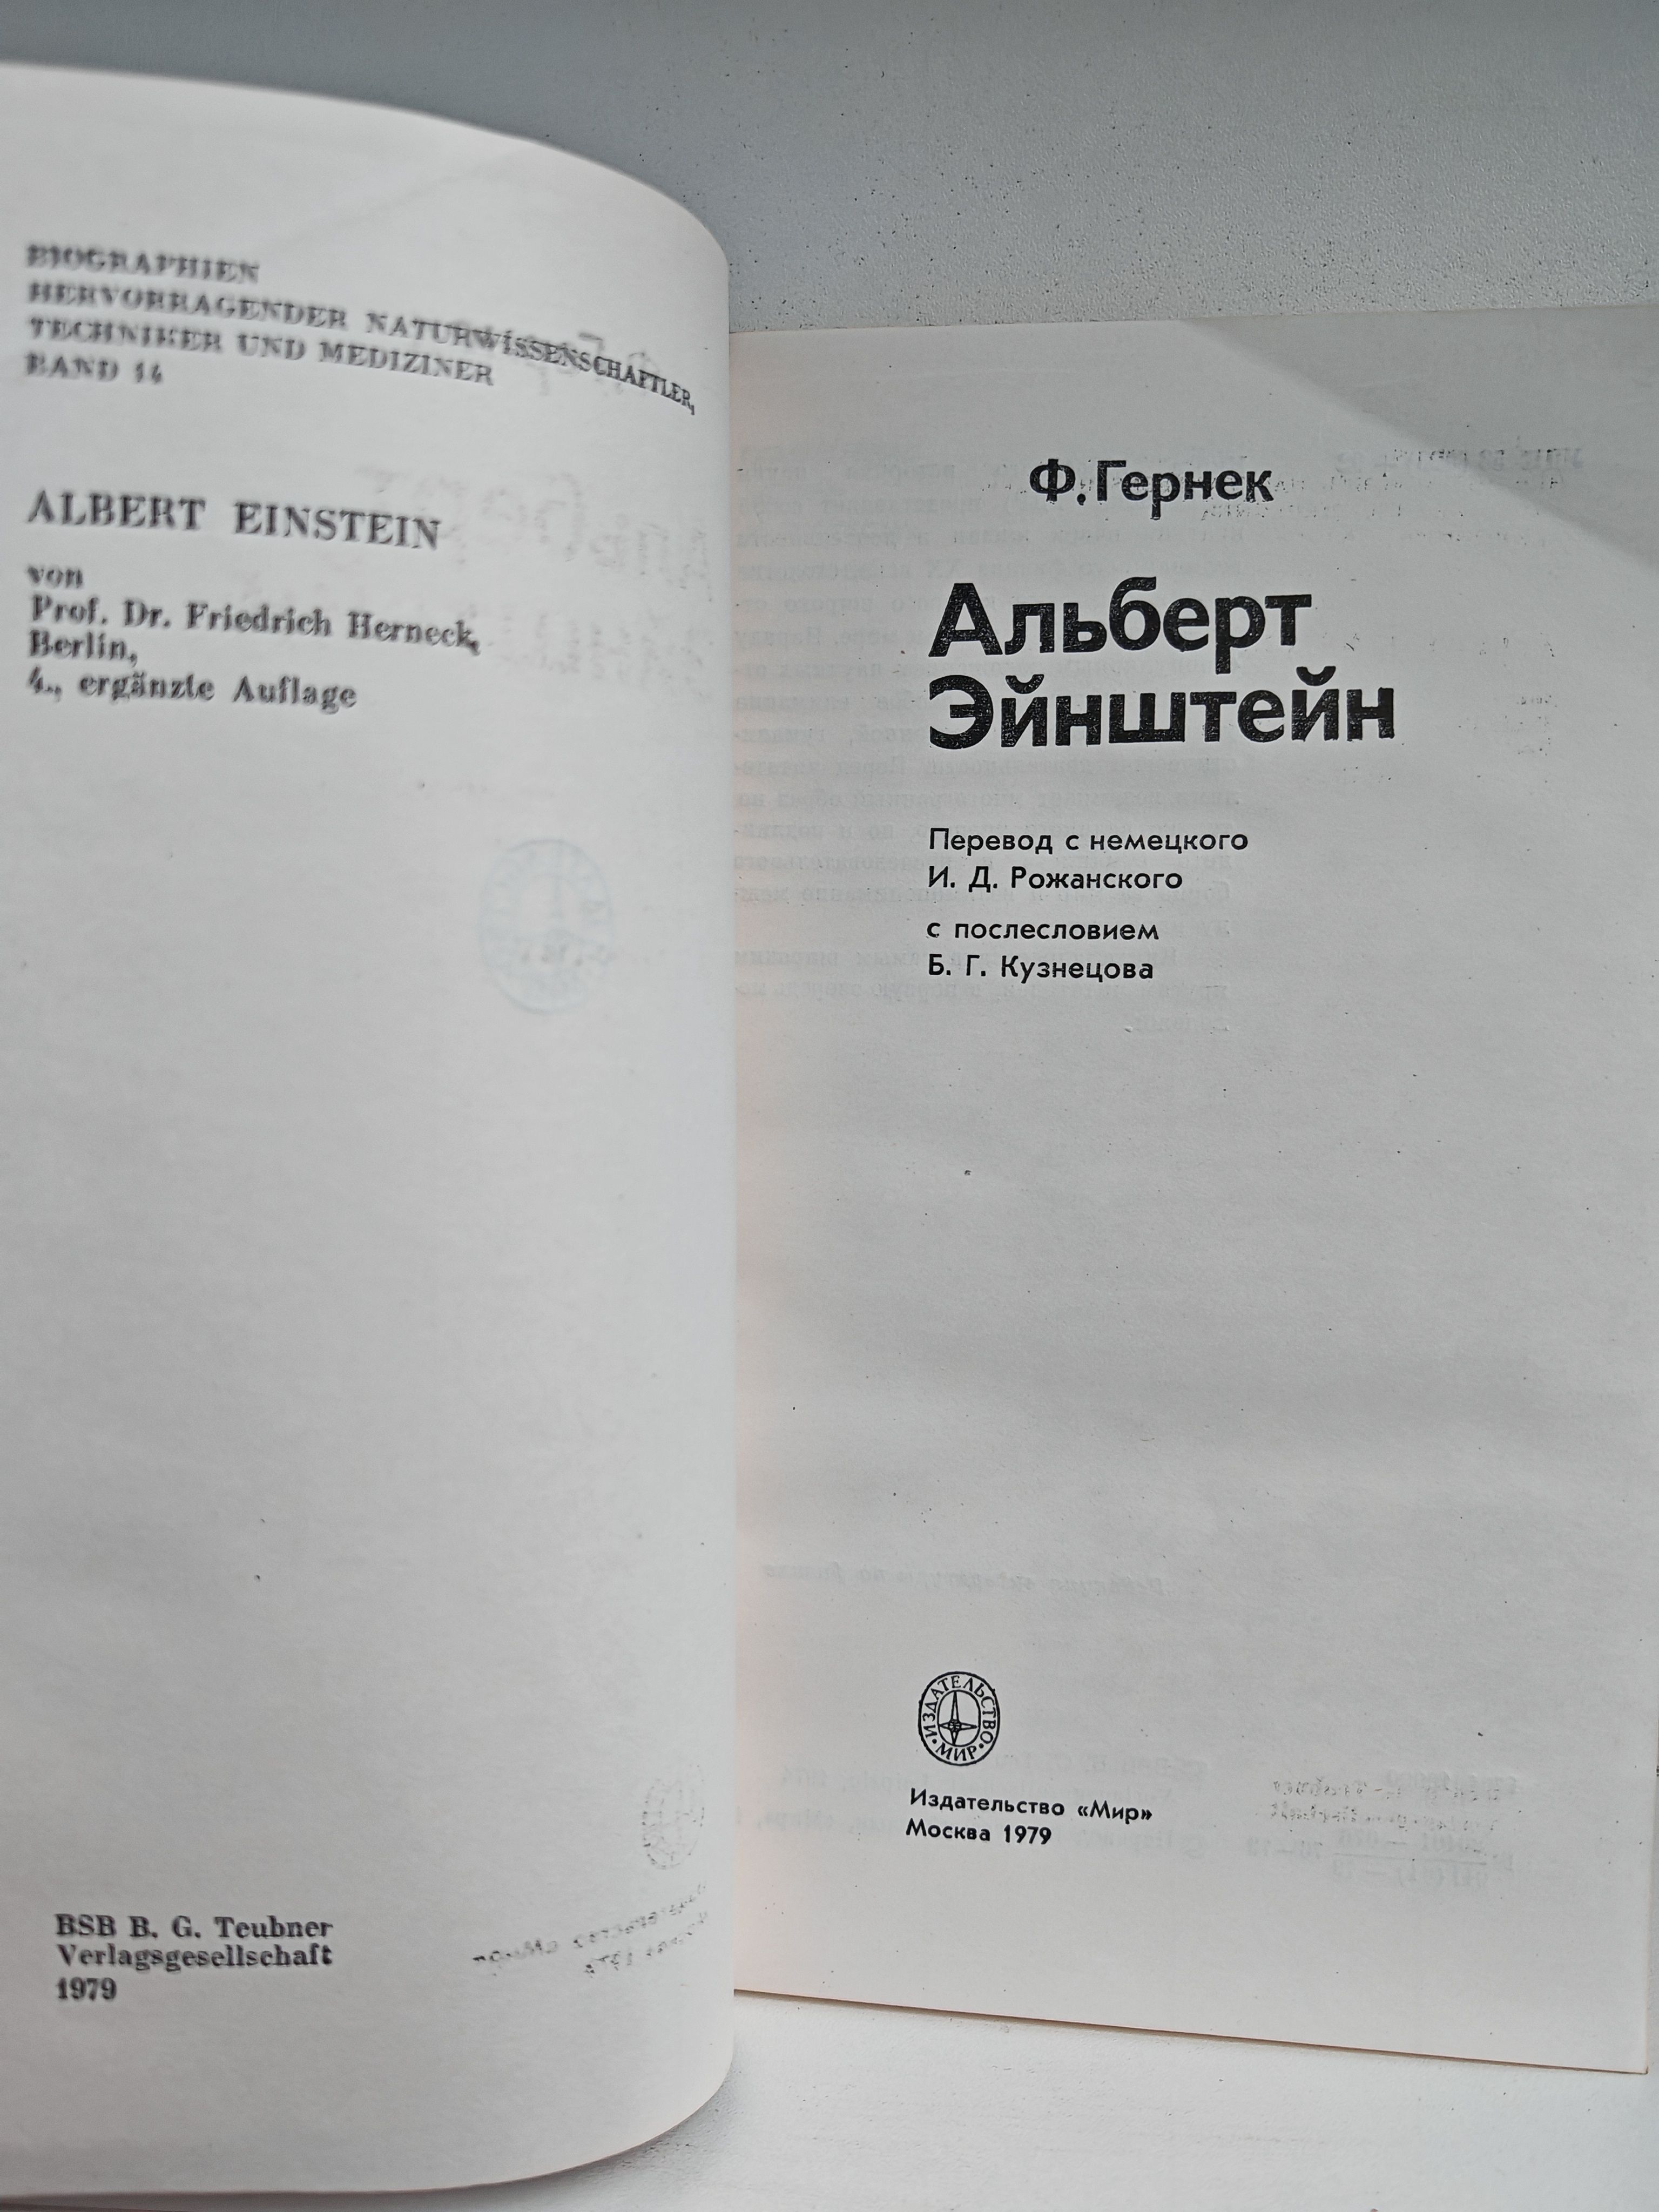 BIOGRAPHIEN
HERVORRAGENDER NATURWISSENSCHAFTLER,
TECHNIKER UND MEDIZINER
BAND 14
ALBERT EINSTEIN
von
Prof. Dr. Friedrich Herneck,
Berlin,
4., ergänzte Auflage
BSB B. G. Teubner
Verlagsgesellschaft
1979
Ф. Гернек
Альберт
Эйнштейн
Перевод с немецкого
И. Д. Рожанского
с послесловием
Б. Г. Кузнецова
ИЗДАТЕЛЬСТВО
МИР
Издательство «Мир»
Москва 1979